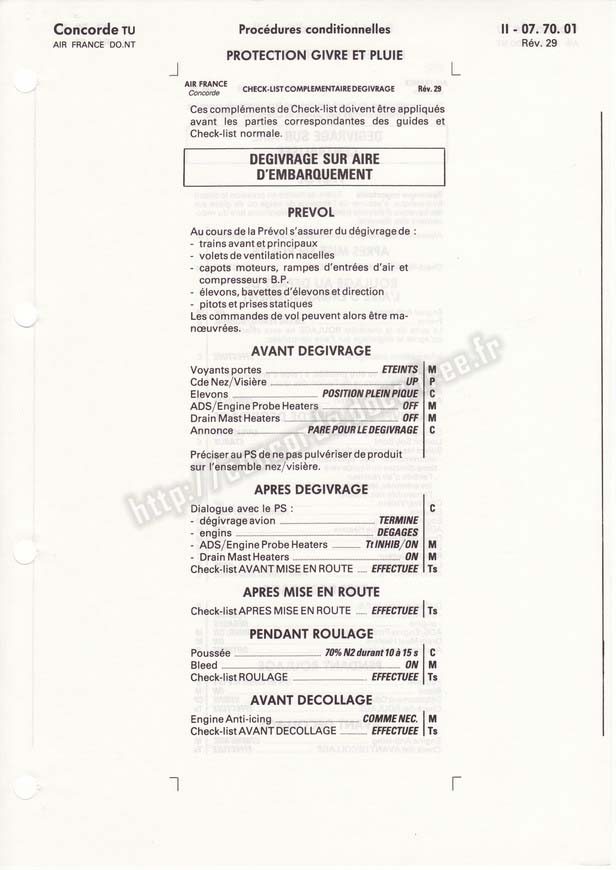 Concorde TU
AIR FRANCE DO.NT
Procédures conditionnelles
II - 07. 70. 01
Rév. 29
PROTECTION GIVRE ET PLUIE
AIR FRANCE
Concorde
CHECK-LIST COMPLEMENTAIRE DEGIVRAGE
Rév. 29
Ces compléments de Check-list doivent être appliqués
avant les parties correspondantes des guides et
Check-list normale.
DEGIVRAGE SUR AIRE
D'EMBARQUEMENT
PREVOL
Au cours de la Prévol s'assurer du dégivrage de :
- trains avant et principaux
- volets de ventilation nacelles
- capots moteurs, rampes d'entrées d'air et
compresseurs B.P.
- élevons, bavettes d'élevons et direction
- pitots et prises statiques
Les commandes de vol peuvent alors être ma-
nœuvrées.
AVANT DEGIVRAGE
Voyants portes ETEINTS M
Cde Nez/Visière UP P
Elevons POSITION PLEIN PIQUE C
ADS/Engine Probe Heaters OFF M
Drain Mast Heaters OFF M
Annonce PARE POUR LE DEGIVRAGE C
Préciser au PS de ne pas pulvériser de produit
sur l'ensemble nez/visière.
APRES DEGIVRAGE
Dialogue avec le PS : C
- dégivrage avion TERMINE
- engins DEGAGES
- ADS/Engine Probe Heaters Tt INHIB/ON M
- Drain Mast Heaters ON M
Check-list AVANT MISE EN ROUTE EFFECTUEE Ts
APRES MISE EN ROUTE
Check-list APRES MISE EN ROUTE EFFECTUEE Ts
PENDANT ROULAGE
Poussée 70% N2 durant 10 à 15 s C
Bleed ON M
Check-list ROULAGE EFFECTUEE Ts
AVANT DECOLLAGE
Engine Anti-icing COMME NEC. M
Check-list AVANT DECOLLAGE EFFECTUEE Ts